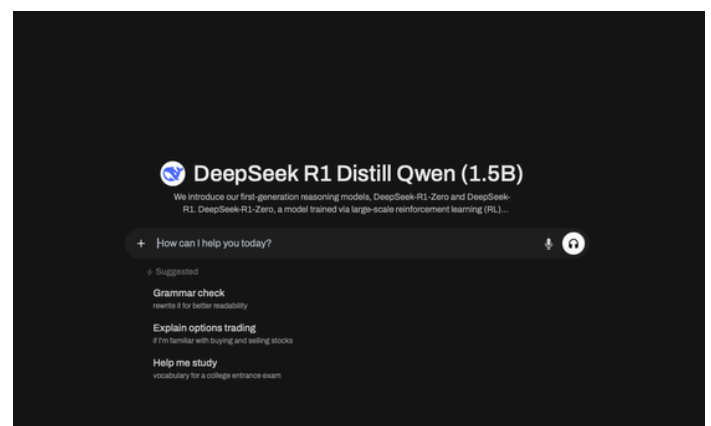 DeepSeek R1 Distill Qwen (1.5B)
We introduce our first-generation reasoning models, DeepSeek-R1-Zero and DeepSeek-
R1. DeepSeek-R1-Zero, a model trained via large-scale reinforcement learning (RL)...
How can I help you today?
Suggested
Grammar check
rewrite it for better readability
Explain options trading
if I'm familiar with buying and selling stocks
Help me study
vocabulary for a college entrance exam